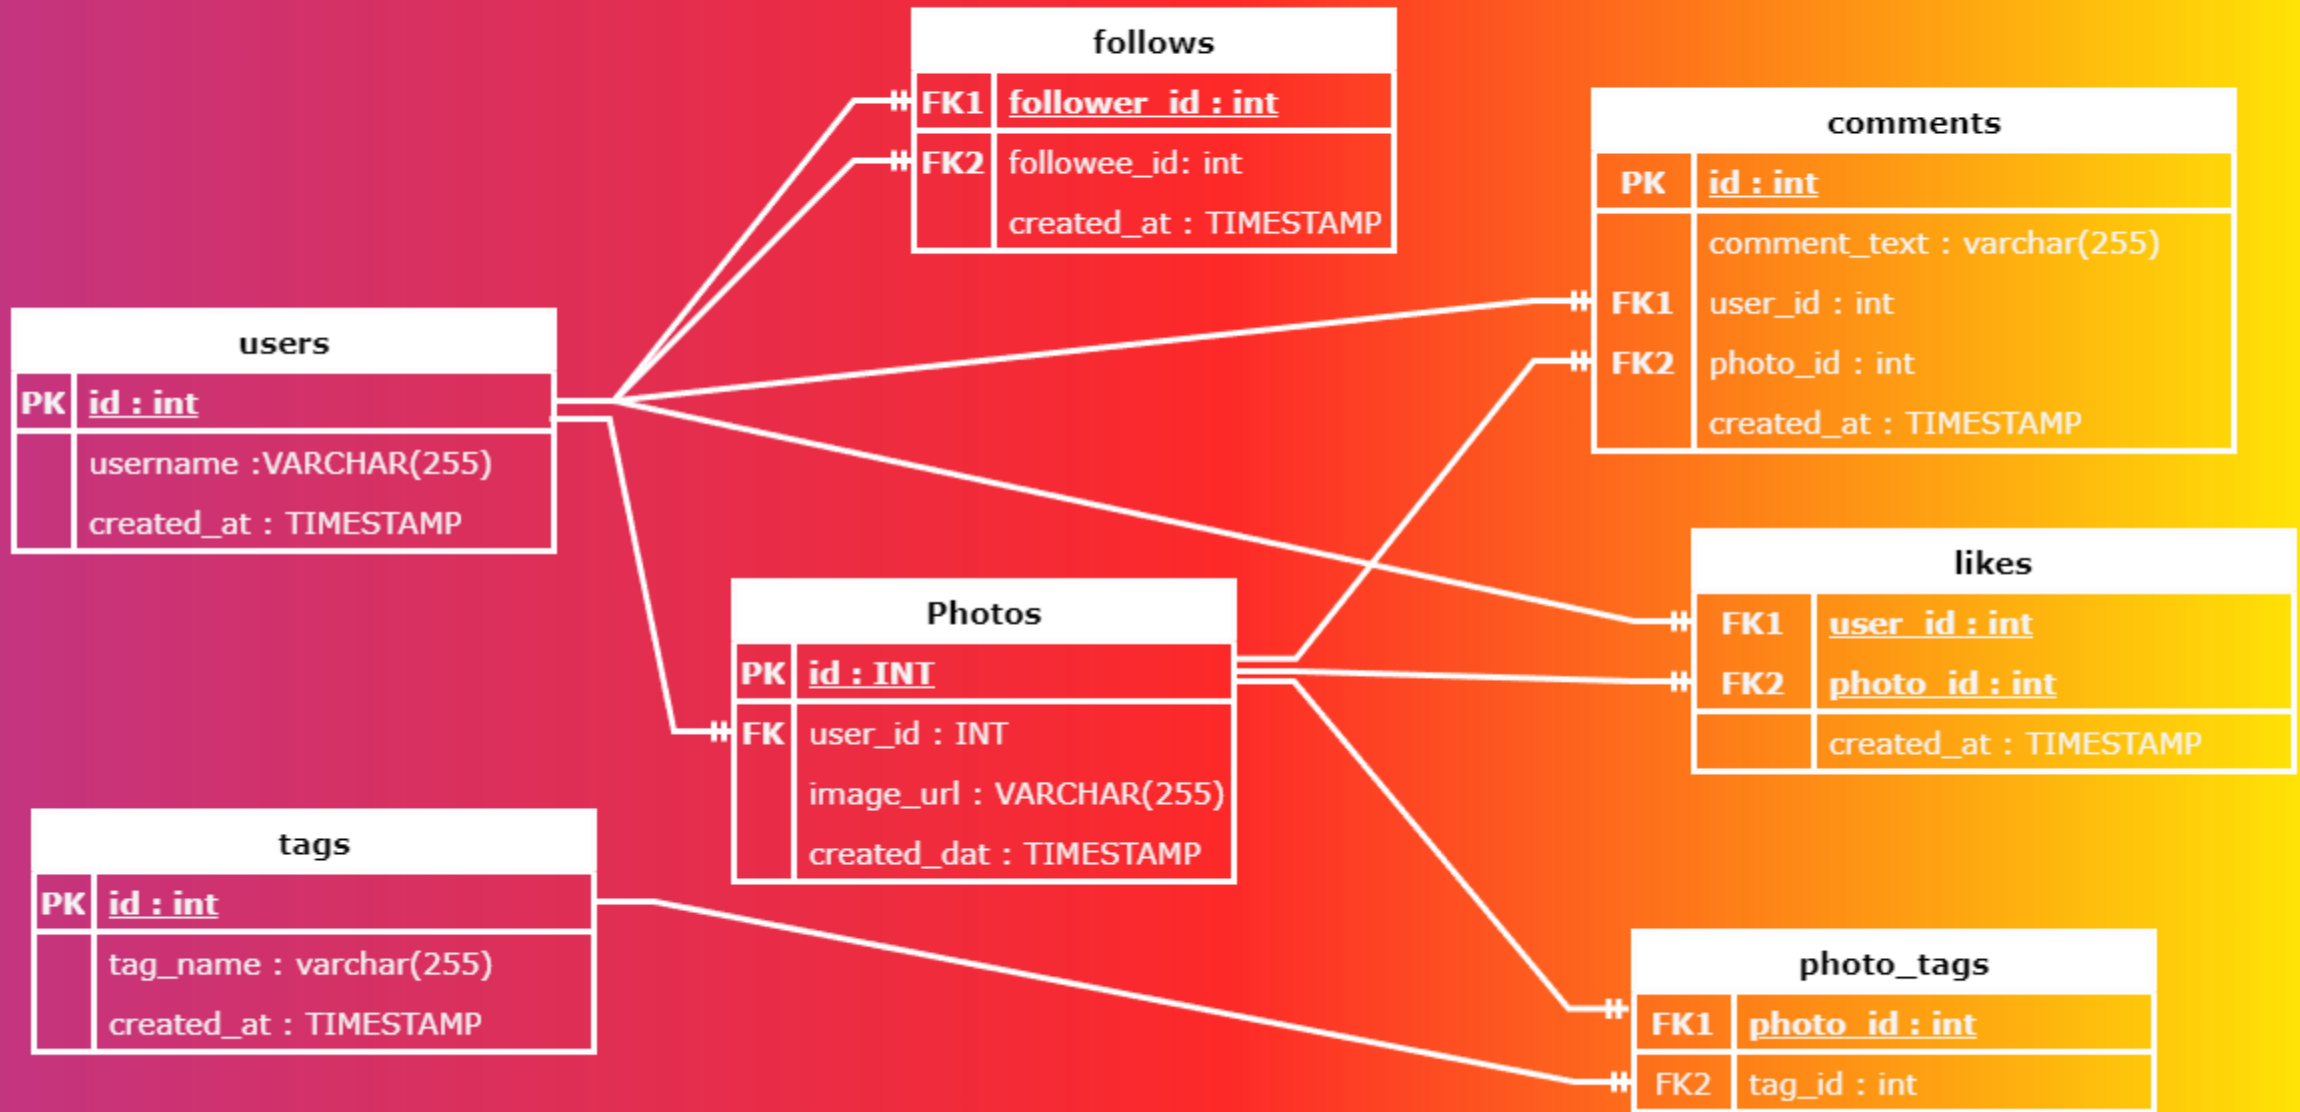 follows
FK1 follower_id : int
FK2 followee_id: int
created_at : TIMESTAMP
comments
PK id : int
comment_text : varchar(255)
FK1 user_id : int
FK2 photo_id : int
created_at : TIMESTAMP
users
PK id : int
username :VARCHAR(255)
created_at : TIMESTAMP
likes
FK1 user_id : int
FK2 photo_id : int
created_at : TIMESTAMP
Photos
PK id : INT
FK user_id : INT
image_url : VARCHAR(255)
created_dat : TIMESTAMP
tags
PK id : int
tag_name : varchar(255)
created_at : TIMESTAMP
photo_tags
FK1 photo_id : int
FK2 tag_id : int